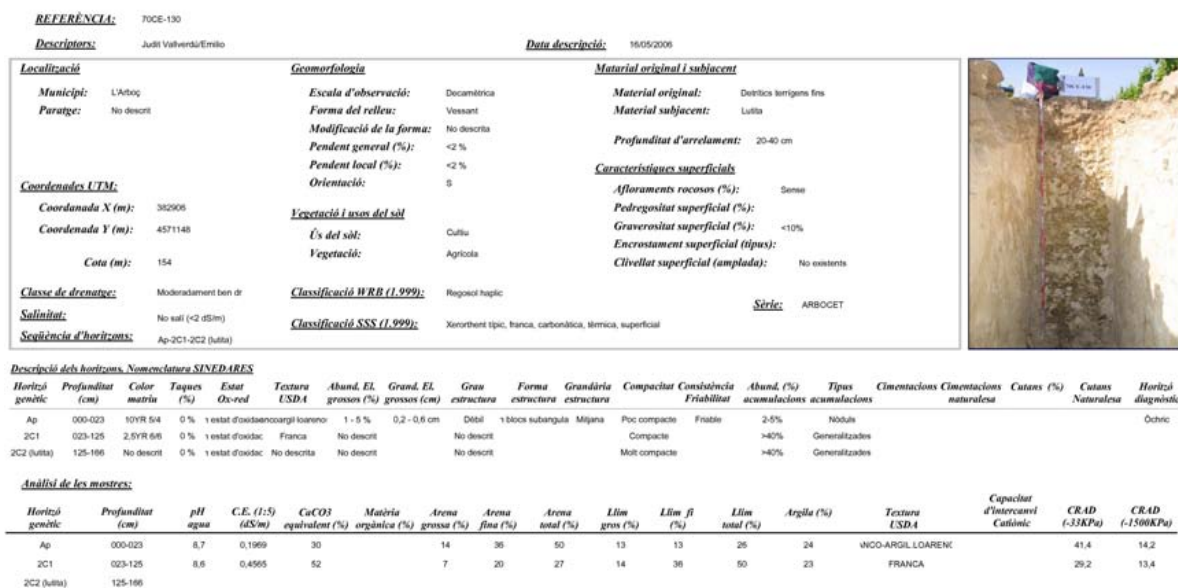 REFERÈNCIA: 70CE-130
Descriptors: Judit Vallverdú/Emilio Data descripció: 16/05/2006
Localització
Municipi: L'Arboç
Paratge: No descrit
Coordenades UTM:
Coordanada X (m): 382906
Coordenada Y (m): 4571148
Cota (m): 154
Classe de drenatge: Moderadament ben dr
Salinitat: No salí (<2 dS/m)
Seqüència d'horitzons: Ap-2C1-2C2 (lutita)
Geomorfologia
Escala d'observació: Decamètrica
Forma del relleu: Vessant
Modificació de la forma: No descrita
Pendent general (%): <2 %
Pendent local (%): <2 %
Orientació: S
Vegetació i usos del sòl
Ús del sòl: Cultiu
Vegetació: Agrícola
Classificació WRB (1.999): Regosol haplic
Classificació SSS (1.999): Xerorthent típic, franca, carbonàtica, tèrmica, superficial
Matarial original i subjacent
Material original: Detrítics terrígens fins
Material subjacent: Lutita
Profunditat d'arrelament: 20-40 cm
Característiques superficials
Afloraments rocosos (%): Sense
Pedregositat superficial (%):
Graverositat superficial (%): <10%
Encrostament superficial (tipus):
Clivellat superficial (amplada): No existents
Sèrie: ARBOCET
Descripció dels horitzons. Nomenclatura SINEDARES
Horitzó genètic Profunditat (cm) Color matriu Taques (%) Estat Ox-red Textura USDA Abund. El. grossos (%) Grand. El. grossos (cm) Grau estructura Forma estructura Grandària estructura Compacitat Consistència Friabilitat Abund. (%) acumulacions Tipus acumulacions Cimentacions Cimentacions naturalesa Cutans (%) Cutans Naturalesa Horitzó diagnòstic
Ap 000-023 10YR 5/4 0 % ı estat d'oxidaencoargil loarenos 1 - 5 % 0,2 - 0,6 cm Dèbil ı blocs subangula Mitjana Poc compacte Friable 2-5% Nòduls Òchric
2C1 023-125 2,5YR 6/6 0 % ı estat d'oxidac Franca No descrit No descrit Compacte >40% Generalitzades
2C2 (lutita) 125-166 No descrit 0 % ı estat d'oxidac No descrita No descrit No descrit Molt compacte >40% Generalitzades
Anàlisi de les mostres:
Horitzó genètic Profunditat (cm) pH agua C.E. (1:5) (dS/m) CaCO3 equivalent (%) Matèria orgànica (%) Arena grossa (%) Arena fina (%) Arena total (%) Llim gros (%) Llim fi (%) Llim total (%) Argila (%) Textura USDA Capacitat d'intercanvi Catiònic CRAD (-33KPa) CRAD (-1500KPa)
Ap 000-023 8,7 0,1969 30 14 36 50 13 13 26 24 \NCO-ARGIL LOARENC 41,4 14,2
2C1 023-125 8,6 0,4565 52 7 20 27 14 36 50 23 FRANCA 29,2 13,4
2C2 (lutita) 125-166